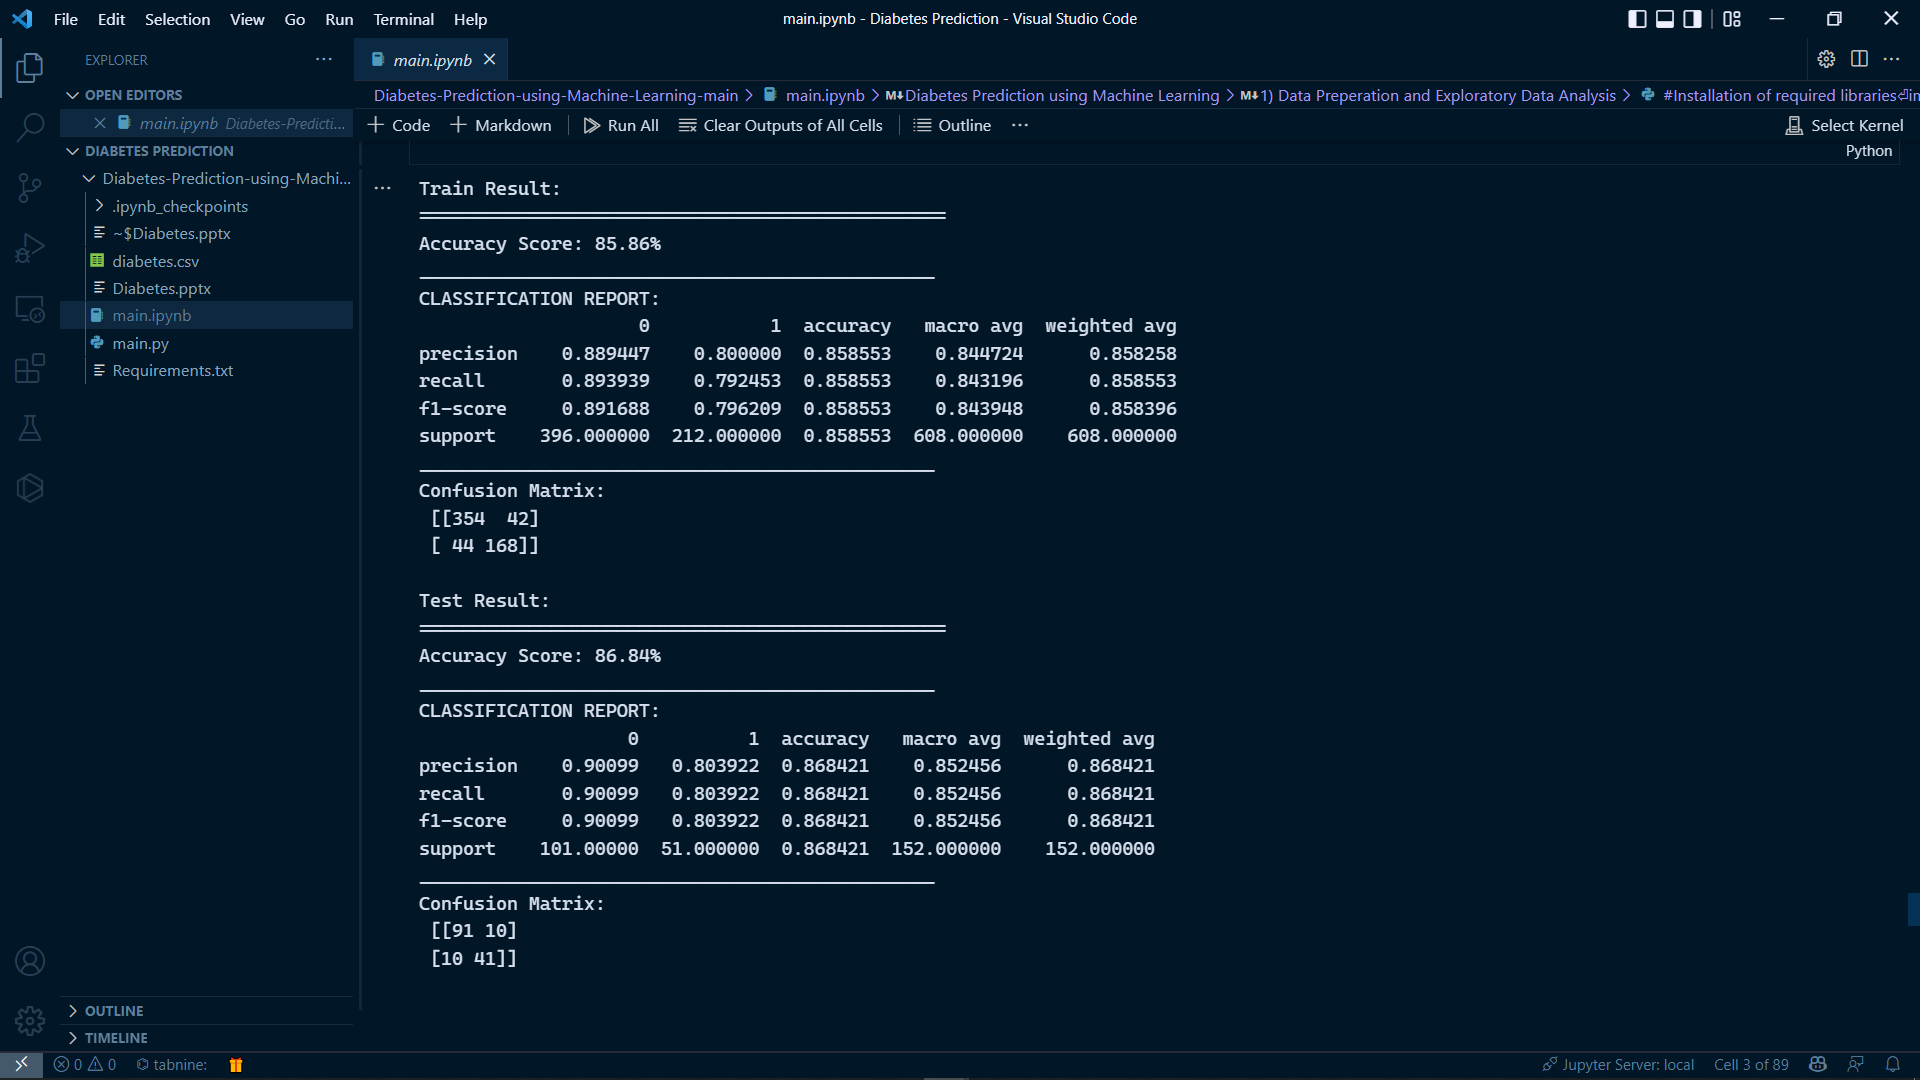 File Edit Selection View Go Run Terminal Help
main.ipynb - Diabetes Prediction - Visual Studio Code
EXPLORER
OPEN EDITORS
main.ipynb Diabetes-Predicti...
DIABETES PREDICTION
Diabetes-Prediction-using-Machi...
.ipynb_checkpoints
~$Diabetes.pptx
diabetes.csv
Diabetes.pptx
main.ipynb
main.py
Requirements.txt
OUTLINE
TIMELINE
main.ipynb
Diabetes-Prediction-using-Machine-Learning-main > main.ipynb > M↓Diabetes Prediction using Machine Learning > M↓1) Data Preperation and Exploratory Data Analysis > #Installation of required libraries⏎im
+ Code + Markdown Run All Clear Outputs of All Cells Outline ...
Select Kernel
Python
Train Result:
================================================
Accuracy Score: 85.86%
_______________________________________________
CLASSIFICATION REPORT:
0 1 accuracy macro avg weighted avg
precision 0.889447 0.800000 0.858553 0.844724 0.858258
recall 0.893939 0.792453 0.858553 0.843196 0.858553
f1-score 0.891688 0.796209 0.858553 0.843948 0.858396
support 396.000000 212.000000 0.858553 608.000000 608.000000
_______________________________________________
Confusion Matrix:
[[354 42]
[ 44 168]]
Test Result:
================================================
Accuracy Score: 86.84%
_______________________________________________
CLASSIFICATION REPORT:
0 1 accuracy macro avg weighted avg
precision 0.90099 0.803922 0.868421 0.852456 0.868421
recall 0.90099 0.803922 0.868421 0.852456 0.868421
f1-score 0.90099 0.803922 0.868421 0.852456 0.868421
support 101.00000 51.000000 0.868421 152.000000 152.000000
_______________________________________________
Confusion Matrix:
[[91 10]
[10 41]]
0 0 tabnine:
Jupyter Server: local Cell 3 of 89